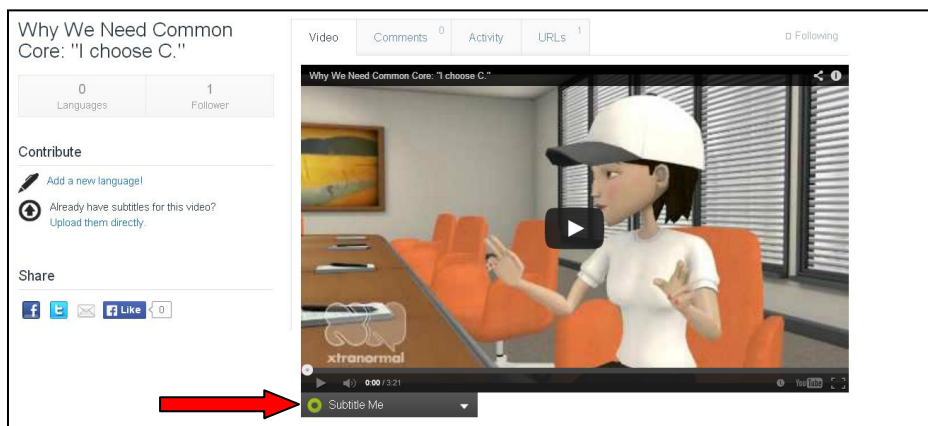 Why We Need Common
Core: "I choose C."
0
Languages
1
Follower
Contribute
Add a new language!
Already have subtitles for this video?
Upload them directly.
Share
f
t
Like
0
Video
Comments 0
Activity
URLs 1
Following
Why We Need Common Core: "I choose C."
xtranormal
0:00 / 3:21
YouTube
Subtitle Me